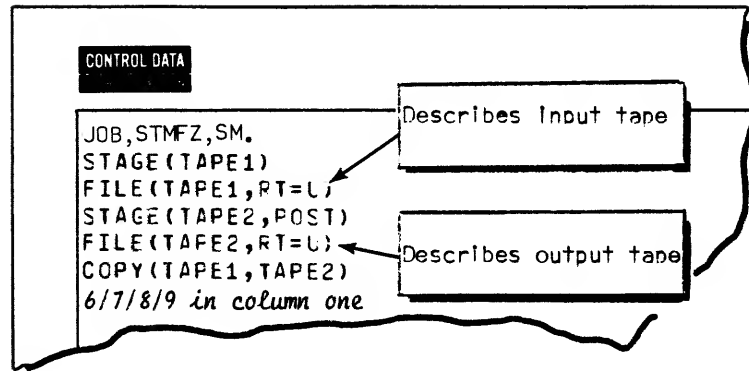 CONTROL DATA
Describes input tape
JOB,STMFZ,SM.
STAGE(TAPE1)
FILE(TAPE1,RT=U)
STAGE(TAPE2,POST)
FILE(TAPE2,RT=U)
Describes output tape
COPY(TAPE1,TAPE2)
6/7/8/9 in column one